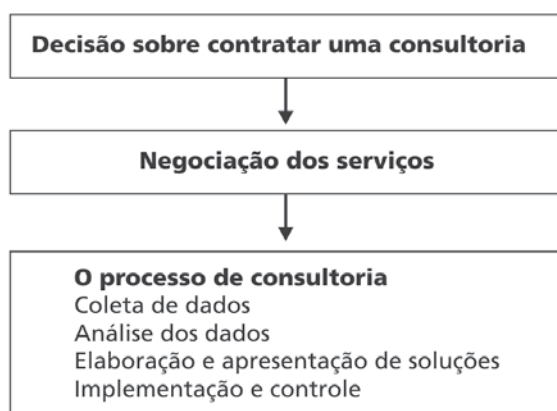 Decisão sobre contratar uma consultoria
Negociação dos serviços
O processo de consultoria
Coleta de dados
Análise dos dados
Elaboração e apresentação de soluções
Implementação e controle